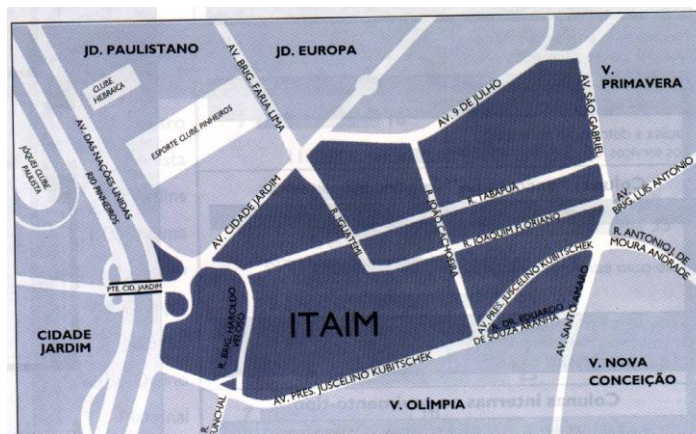 JD. PAULISTANO
JD. EUROPA
V.
PRIMAVERA
CLUBE
HEBRAICA
ESPORTE CLUBE PINHEIROS
JÓQUEI CLUBE
PAULISTA
AV. DAS NAÇÕES UNIDAS
RIO PINHEIROS
AV. BRIG. FARIA LIMA
AV. 9 DE JULHO
AV. SÃO GABRIEL
AV. CIDADE JARDIM
R. IGUATEMI
R. JOÃO CACHOEIRA
R. TABAPUÃ
R. JOAQUIM FLORIANO
AV.
BRIG. LUIS ANTONIO
R. ANTONIO J. DE
MOURA ANDRADE
AV. PRES. JUSCELINO KUBITSCHEK
R. DR. EDUARDO
DE SOUZA ARANHA
AV. SANTO AMARO
PTE. CID. JARDIM
R. BRIG. HAROLDO
VELOSO
ITAIM
CIDADE
JARDIM
AV. PRES. JUSCELINO KUBITSCHEK
V. OLÍMPIA
V. NOVA
CONCEIÇÃO
R.
FUNCHAL